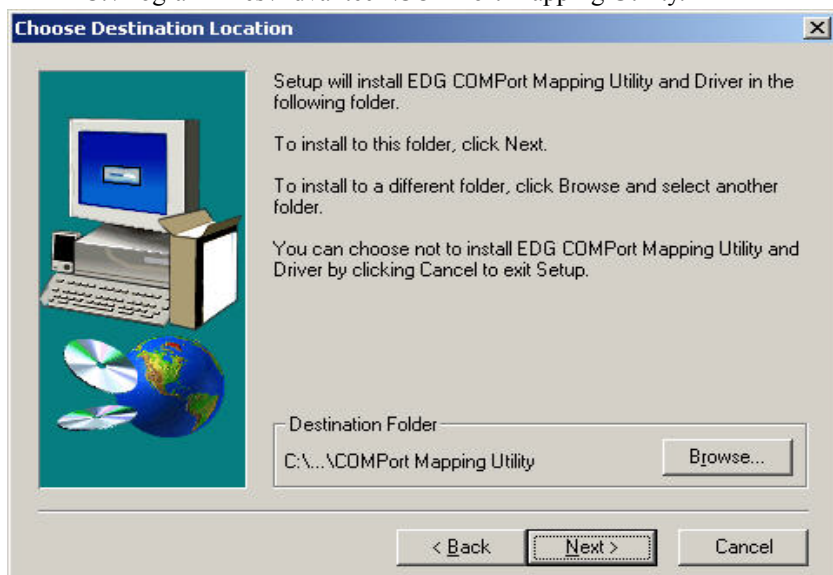 Choose Destination Location
Setup will install EDG COMPort Mapping Utility and Driver in the
following folder.
To install to this folder, click Next.
To install to a different folder, click Browse and select another
folder.
You can choose not to install EDG COMPort Mapping Utility and
Driver by clicking Cancel to exit Setup.
Destination Folder
C:\...\COMPort Mapping Utility
Browse...
< Back
Next >
Cancel